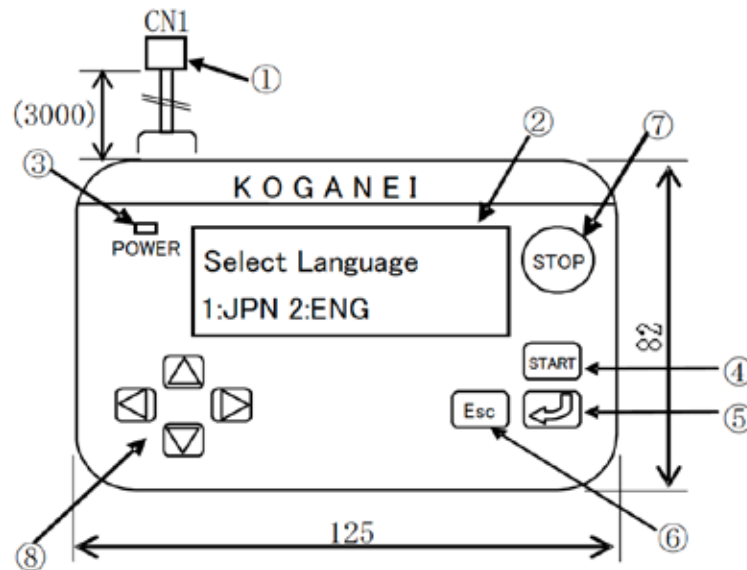 CN1
①
(3000)
②
⑦
③
KOGANEI
POWER
Select Language
1:JPN 2:ENG
STOP
82
START
④
Esc
⑤
⑧
125
⑥